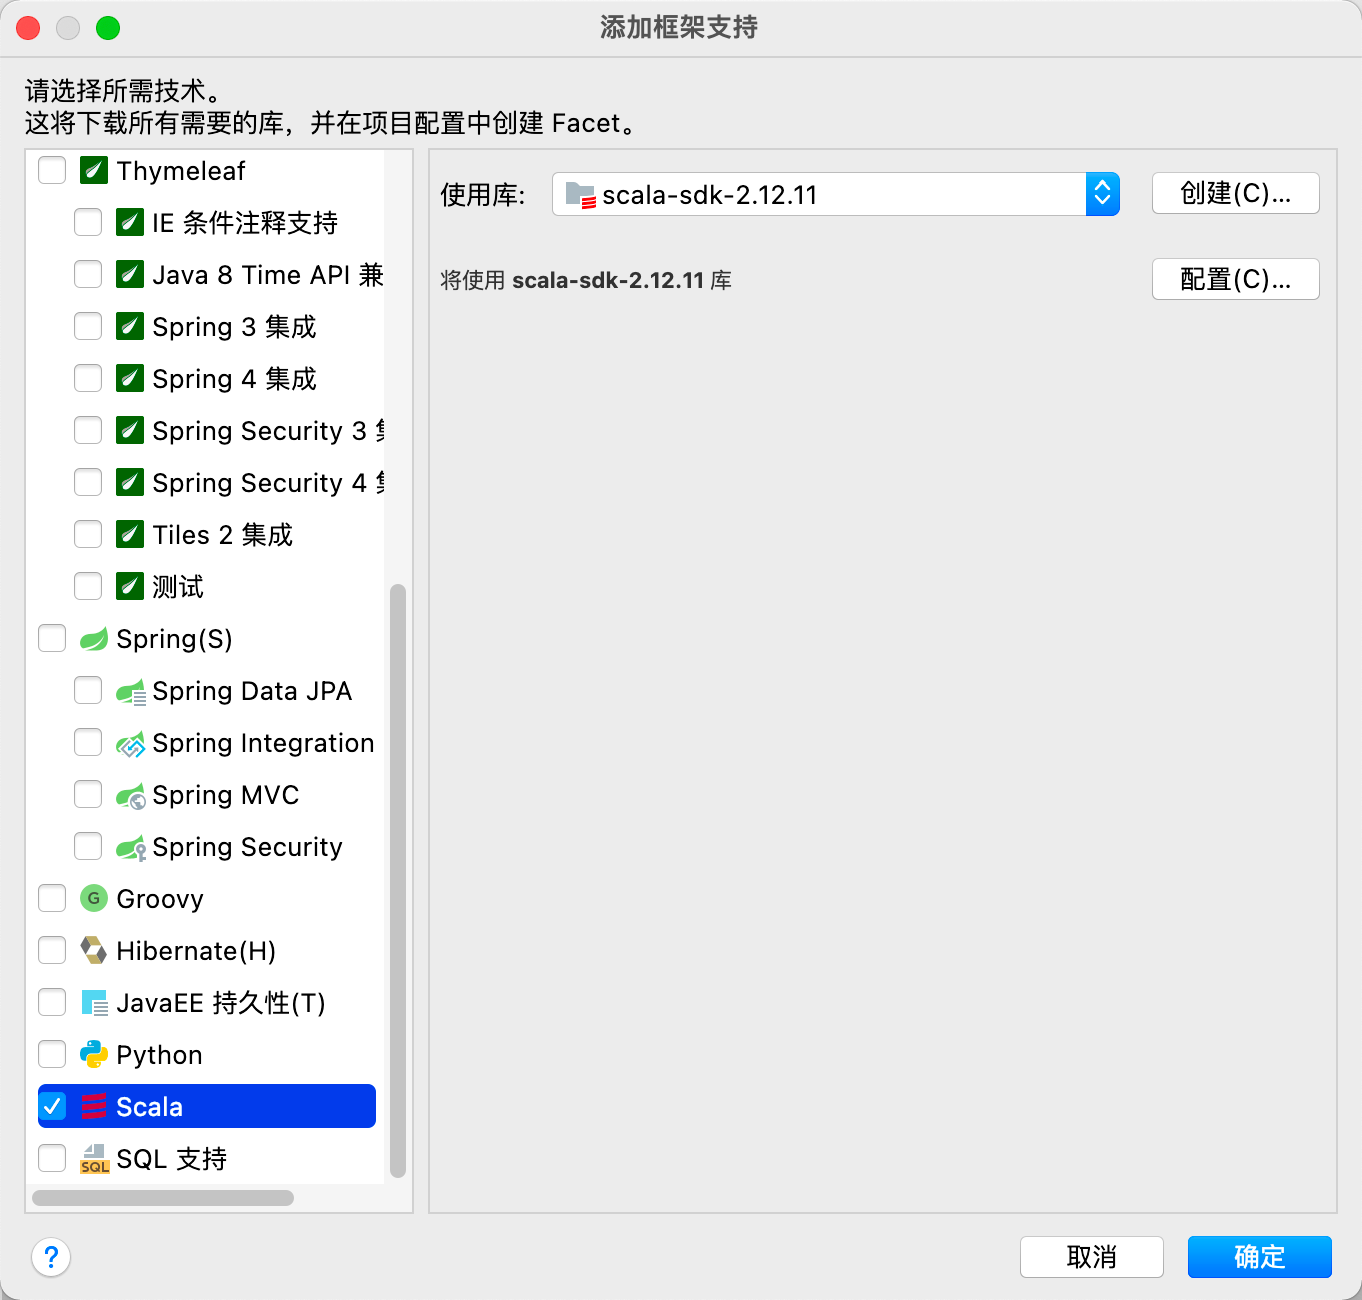 添加框架支持
请选择所需技术。
这将下载所有需要的库，并在项目配置中创建 Facet。
Thymeleaf
IE 条件注释支持
Java 8 Time API 兼
Spring 3 集成
Spring 4 集成
Spring Security 3
Spring Security 4
Tiles 2 集成
测试
Spring(S)
Spring Data JPA
Spring Integration
Spring MVC
Spring Security
G Groovy
Hibernate(H)
JavaEE 持久性(T)
Python
Scala
SQL SQL 支持
使用库: scala-sdk-2.12.11 创建(C)...
将使用 scala-sdk-2.12.11 库 配置(C)...
? 取消 确定